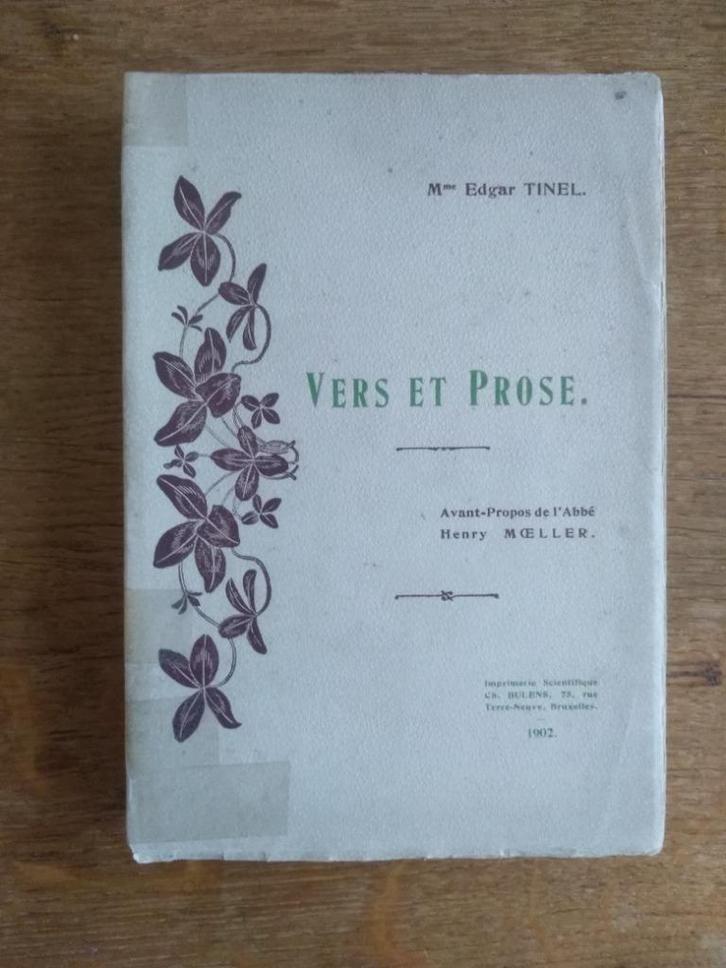 Mme Edgar TINEL.
VERS ET PROSE.
Avant-Propos de l'Abbé
Henry MŒLLER.
Imprimerie Scientifique
CH. BULENS, 75, rue
Terre-Neuve, Bruxelles.
1902.